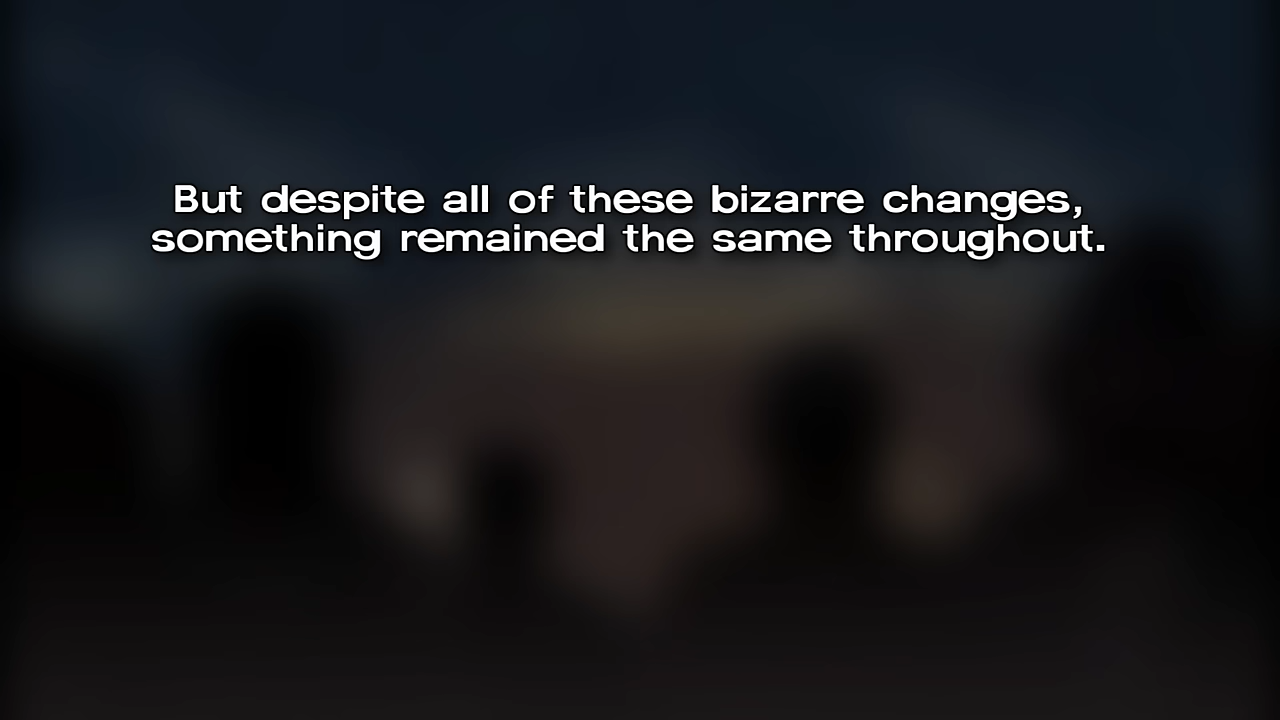 But despite all of these bizarre changes,
something remained the same throughout.